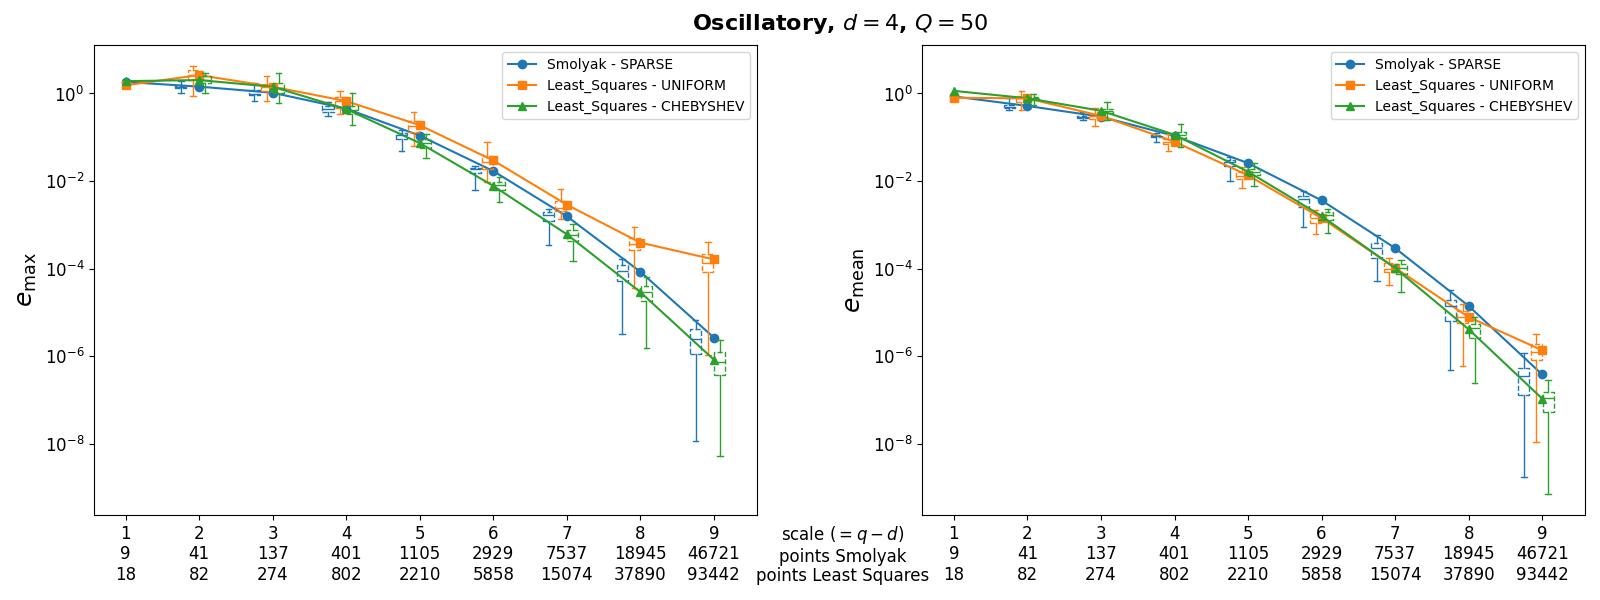 Oscillatory, d = 4, Q = 50
10⁰
10⁻²
10⁻⁴
10⁻⁶
10⁻⁸
e_max
Smolyak - SPARSE
Least_Squares - UNIFORM
Least_Squares - CHEBYSHEV
1 2 3 4 5 6 7 8 9
9 41 137 401 1105 2929 7537 18945 46721
18 82 274 802 2210 5858 15074 37890 93442
scale (= q − d)
points Smolyak
points Least Squares
10⁰
10⁻²
10⁻⁴
10⁻⁶
10⁻⁸
e_mean
Smolyak - SPARSE
Least_Squares - UNIFORM
Least_Squares - CHEBYSHEV
1 2 3 4 5 6 7 8 9
9 41 137 401 1105 2929 7537 18945 46721
18 82 274 802 2210 5858 15074 37890 93442